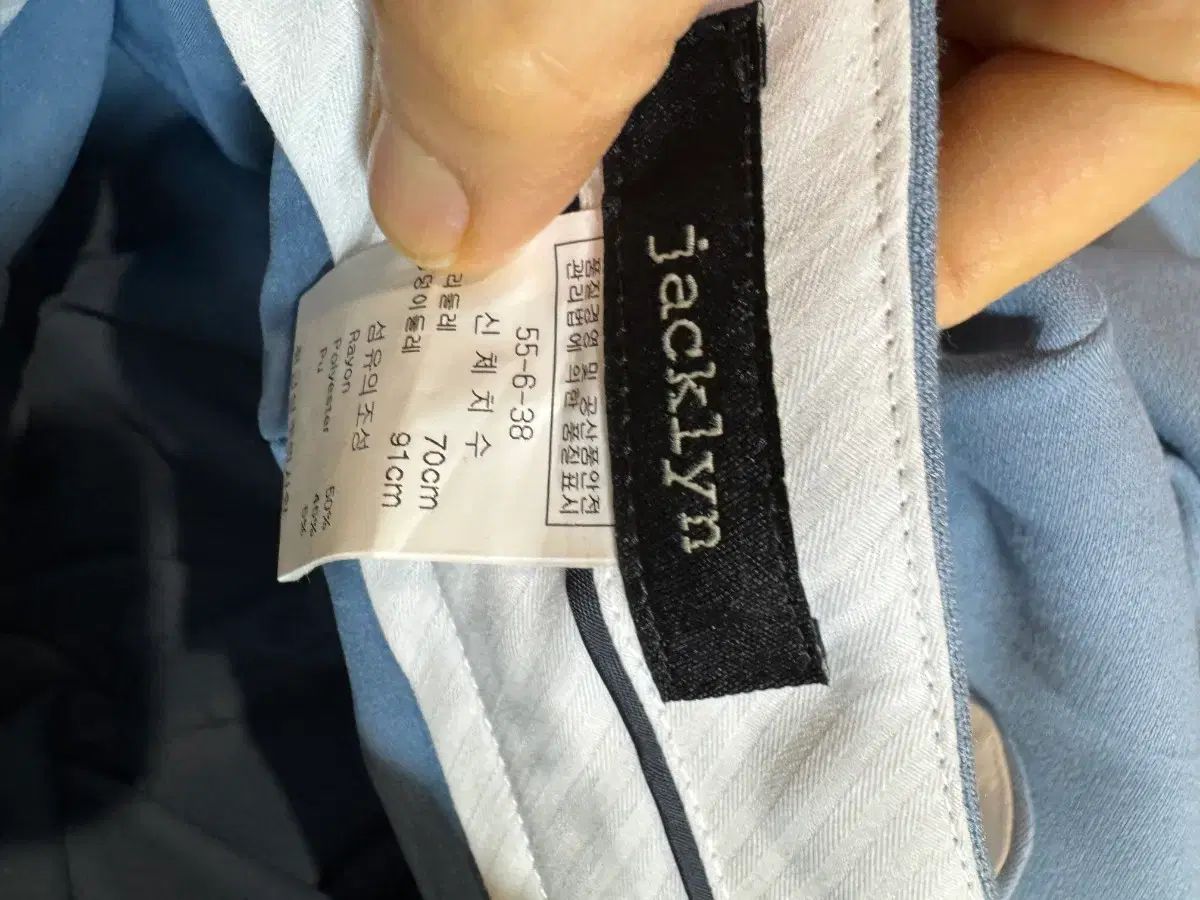 jacklyn
품질경영 및 공산품안전
관리법에 의한 품질표시
55-6-38
신 체 치 수
리둘레 70cm
덩이둘레 91cm
섬유의조성
Rayon 50%
Polyester 45%
PU 5%